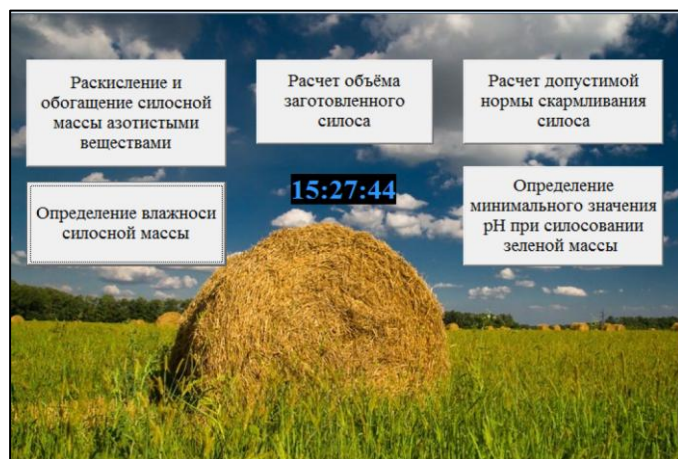 Раскисление и
обогащение силосной
массы азотистыми
веществами
Расчет объёма
заготовленного
силоса
Расчет допустимой
нормы скармливания
силоса
15:27:44
Определение влажноси
силосной массы
Определение
минимального значения
pH при силосовании
зеленой массы